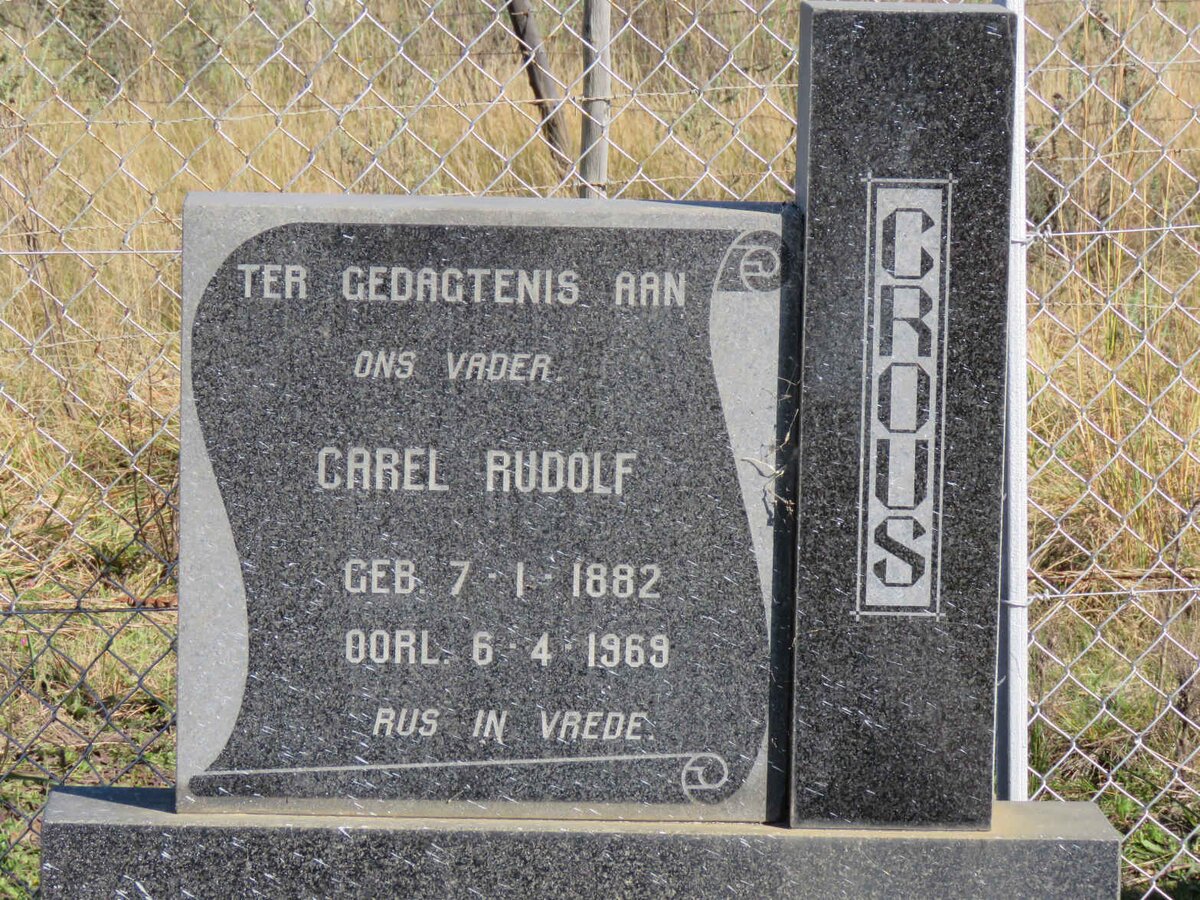 TER GEDAGTENIS AAN
ONS VADER.
CAREL RUDOLF
GEB. 7-1-1882
OORL. 6-4-1969
RUS IN VREDE.
CROUS